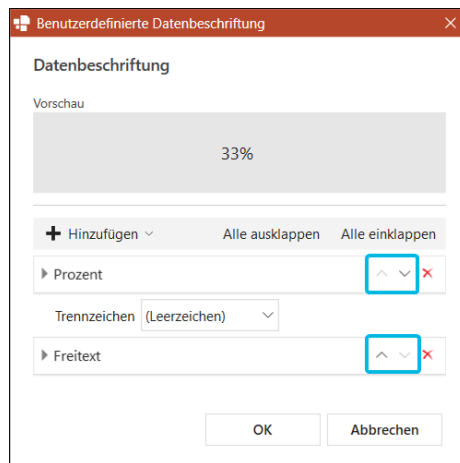 Benutzerdefinierte Datenbeschriftung
Datenbeschriftung
Vorschau
33%
Hinzufügen Alle ausklappen Alle einklappen
Prozent
Trennzeichen (Leerzeichen)
Freitext
OK Abbrechen